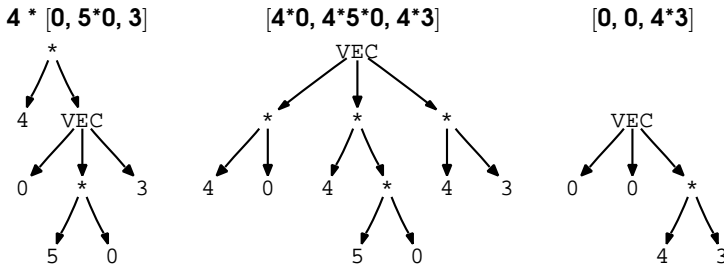 4 * [0, 5*0, 3]
*
4 VEC
0 * 3
5 0
[4*0, 4*5*0, 4*3]
VEC
* * *
4 0 4 * 4 3
5 0
[0, 0, 4*3]
VEC
0 0 *
4 3